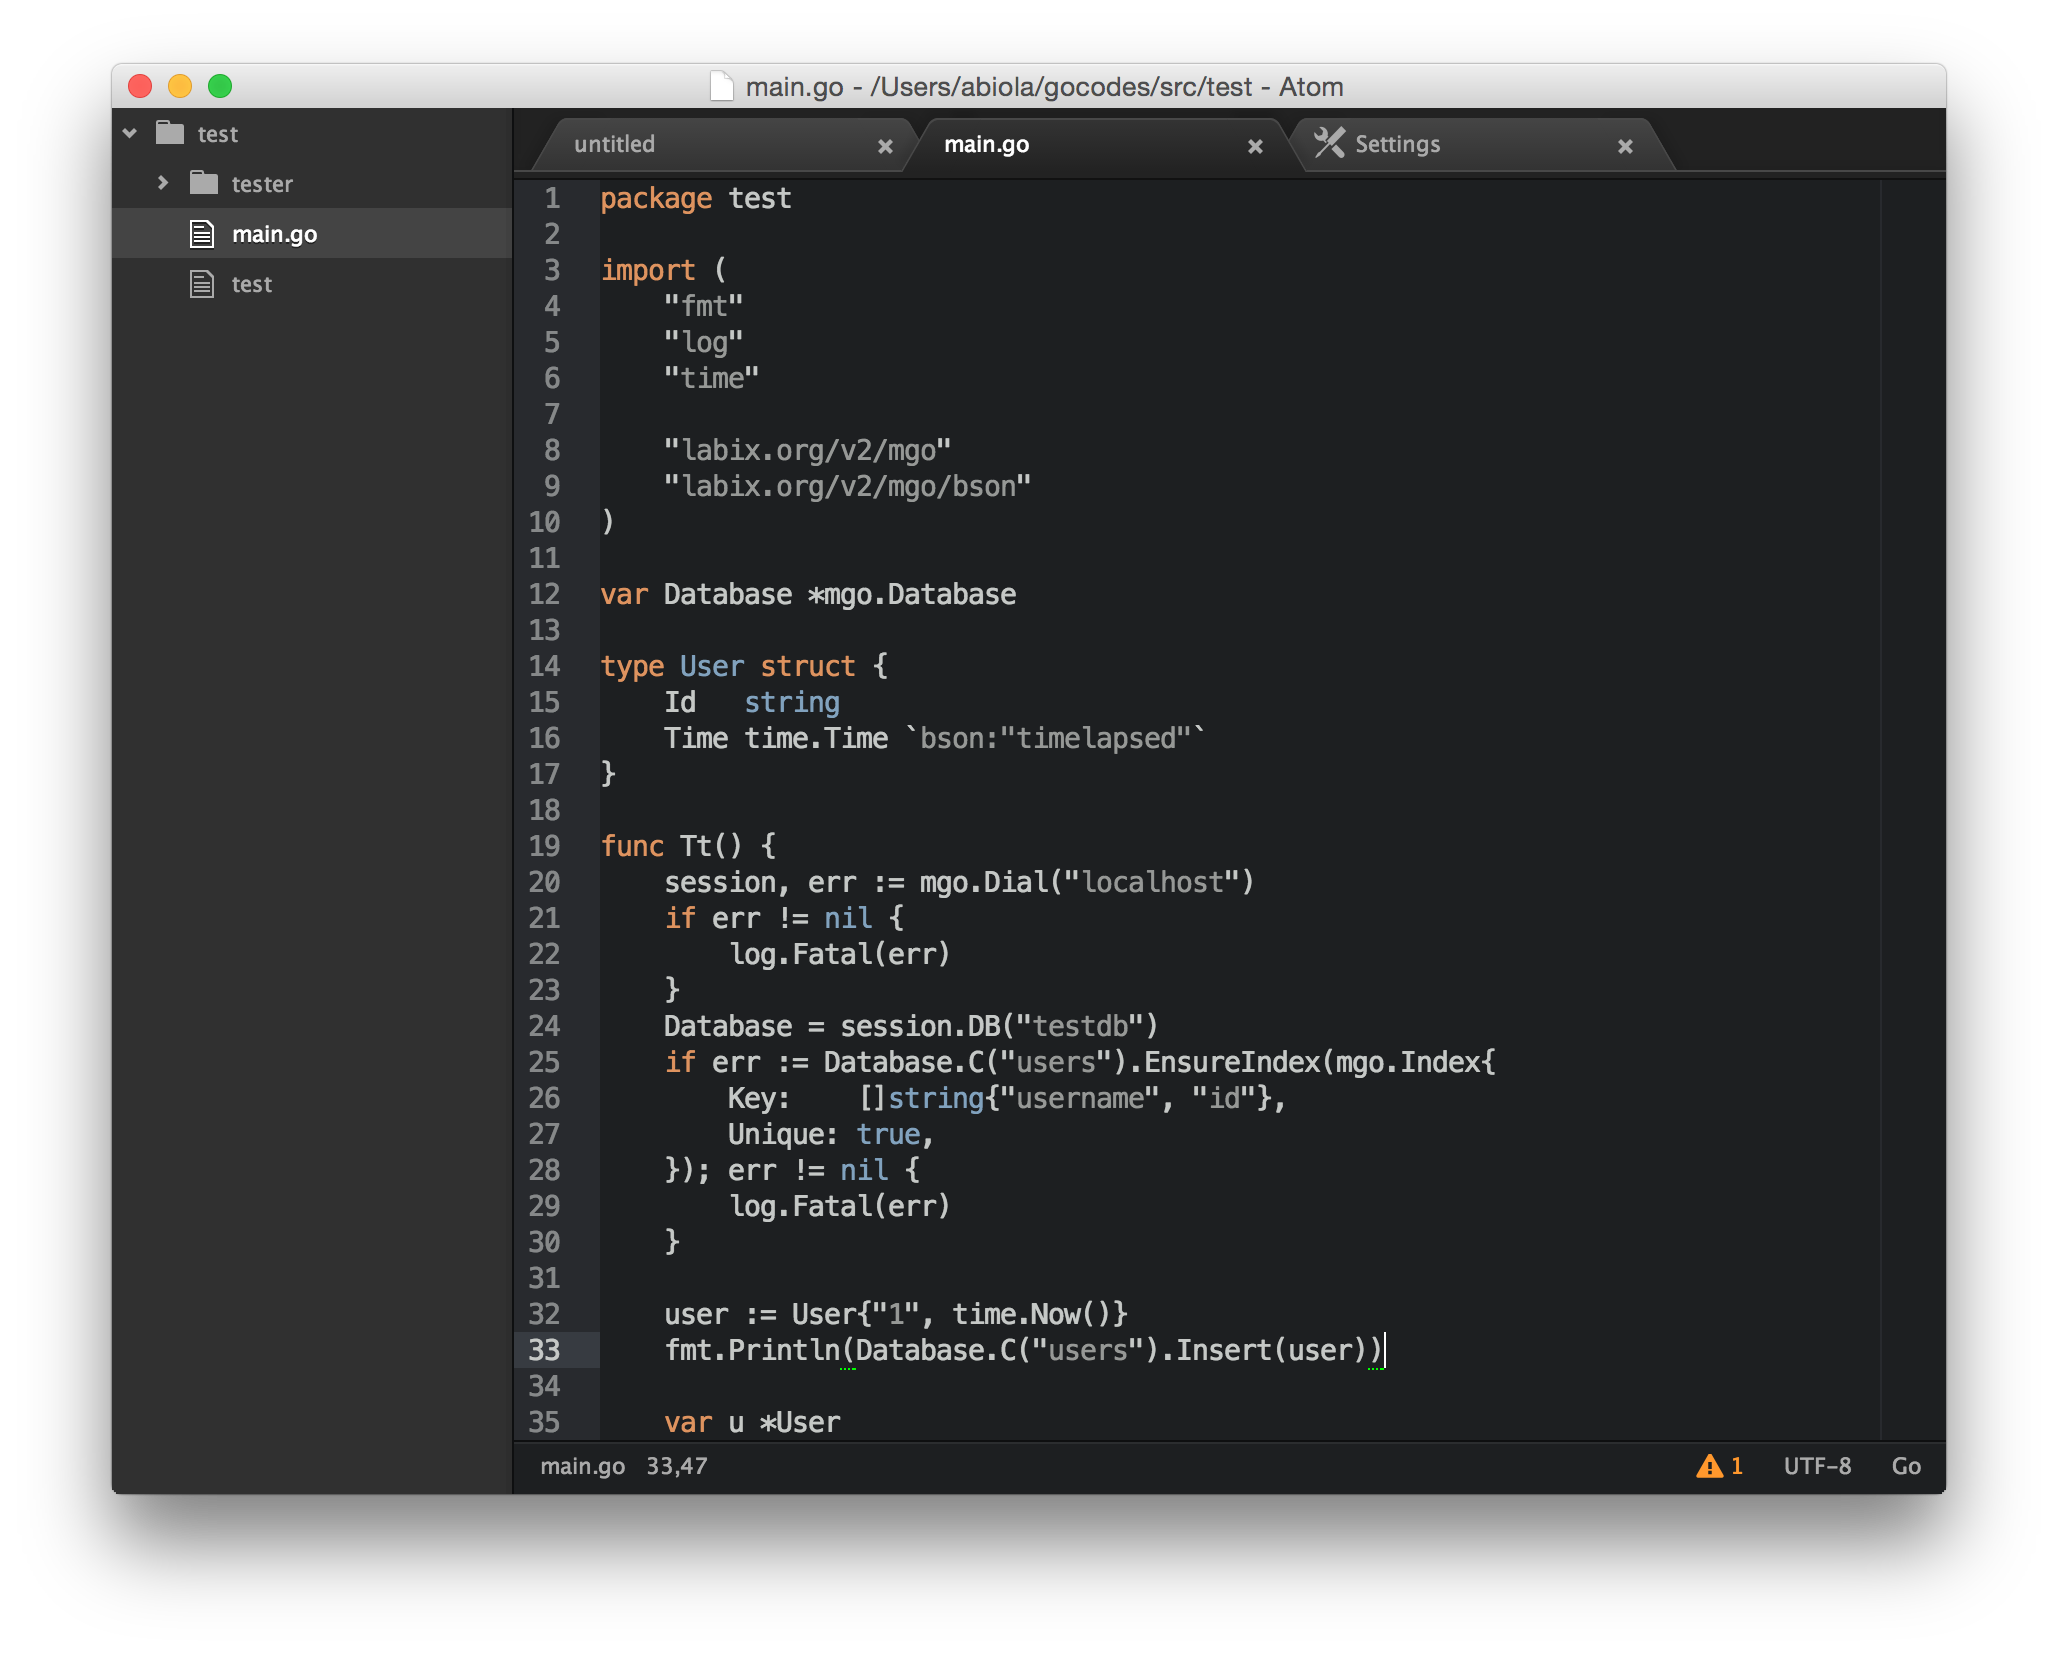 main.go - /Users/abiola/gocodes/src/test - Atom
test
tester
main.go
test
untitled
main.go
Settings
1 package test
2
3 import (
4     "fmt"
5     "log"
6     "time"
7
8     "labix.org/v2/mgo"
9     "labix.org/v2/mgo/bson"
10 )
11
12 var Database *mgo.Database
13
14 type User struct {
15     Id   string
16     Time time.Time `bson:"timelapsed"`
17 }
18
19 func Tt() {
20     session, err := mgo.Dial("localhost")
21     if err != nil {
22         log.Fatal(err)
23     }
24     Database = session.DB("testdb")
25     if err := Database.C("users").EnsureIndex(mgo.Index{
26         Key:    []string{"username", "id"},
27         Unique: true,
28     }); err != nil {
29         log.Fatal(err)
30     }
31
32     user := User{"1", time.Now()}
33     fmt.Println(Database.C("users").Insert(user))
34
35     var u *User
main.go 33,47 1 UTF-8 Go